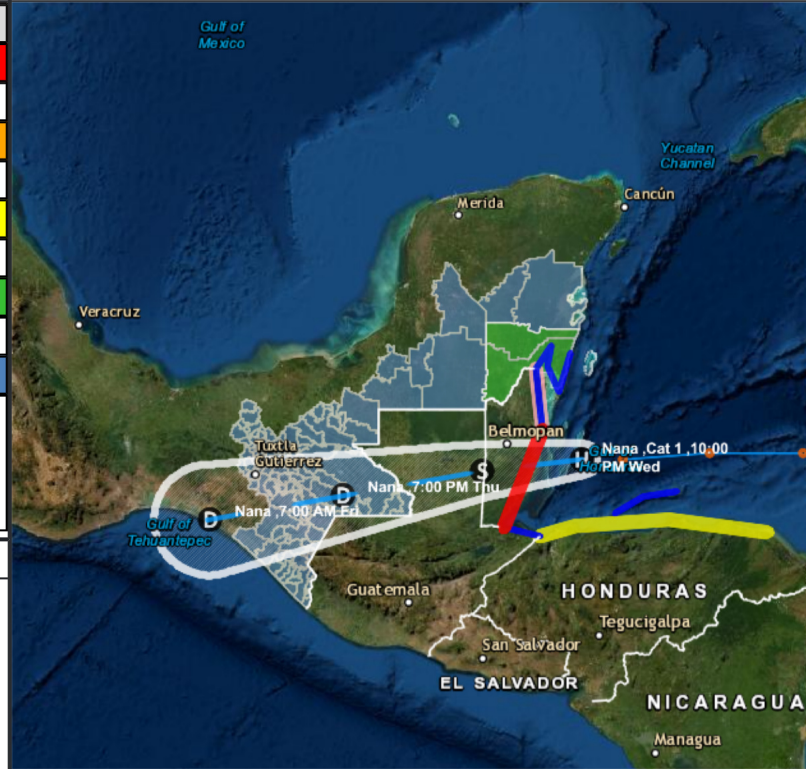 Gulf of
Mexico
Yucatan
Channel
Cancún
Merida
Veracruz
Belmopan
Nana ,Cat 1 ,10:00
PM Wed
H
Tuxtla
Gutierrez
S
Nana ,7:00 PM Thu
D
Nana ,7:00 AM Fri
D
Gulf of
Tehuantepec
Guatemala
HONDURAS
Tegucigalpa
San Salvador
EL SALVADOR
NICARAGUA
Managua